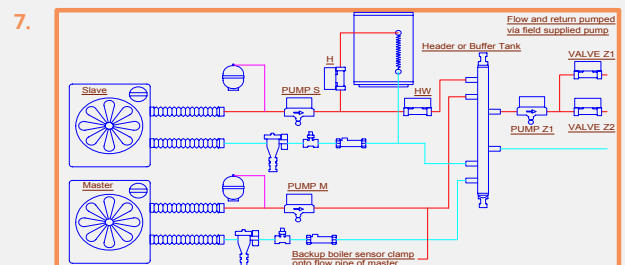 7.
Flow and return pumped
via field supplied pump
Header or Buffer Tank
VALVE Z1
H
Slave
PUMP S
HW
PUMP Z1
VALVE Z2
Master
PUMP M
Backup boiler sensor clamp
onto flow pipe of master